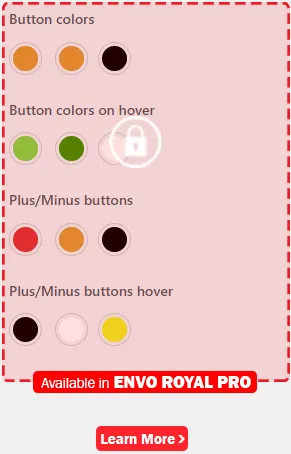 Button colors
Button colors on hover
Plus/Minus buttons
Plus/Minus buttons hover
Available in ENVO ROYAL PRO
Learn More >